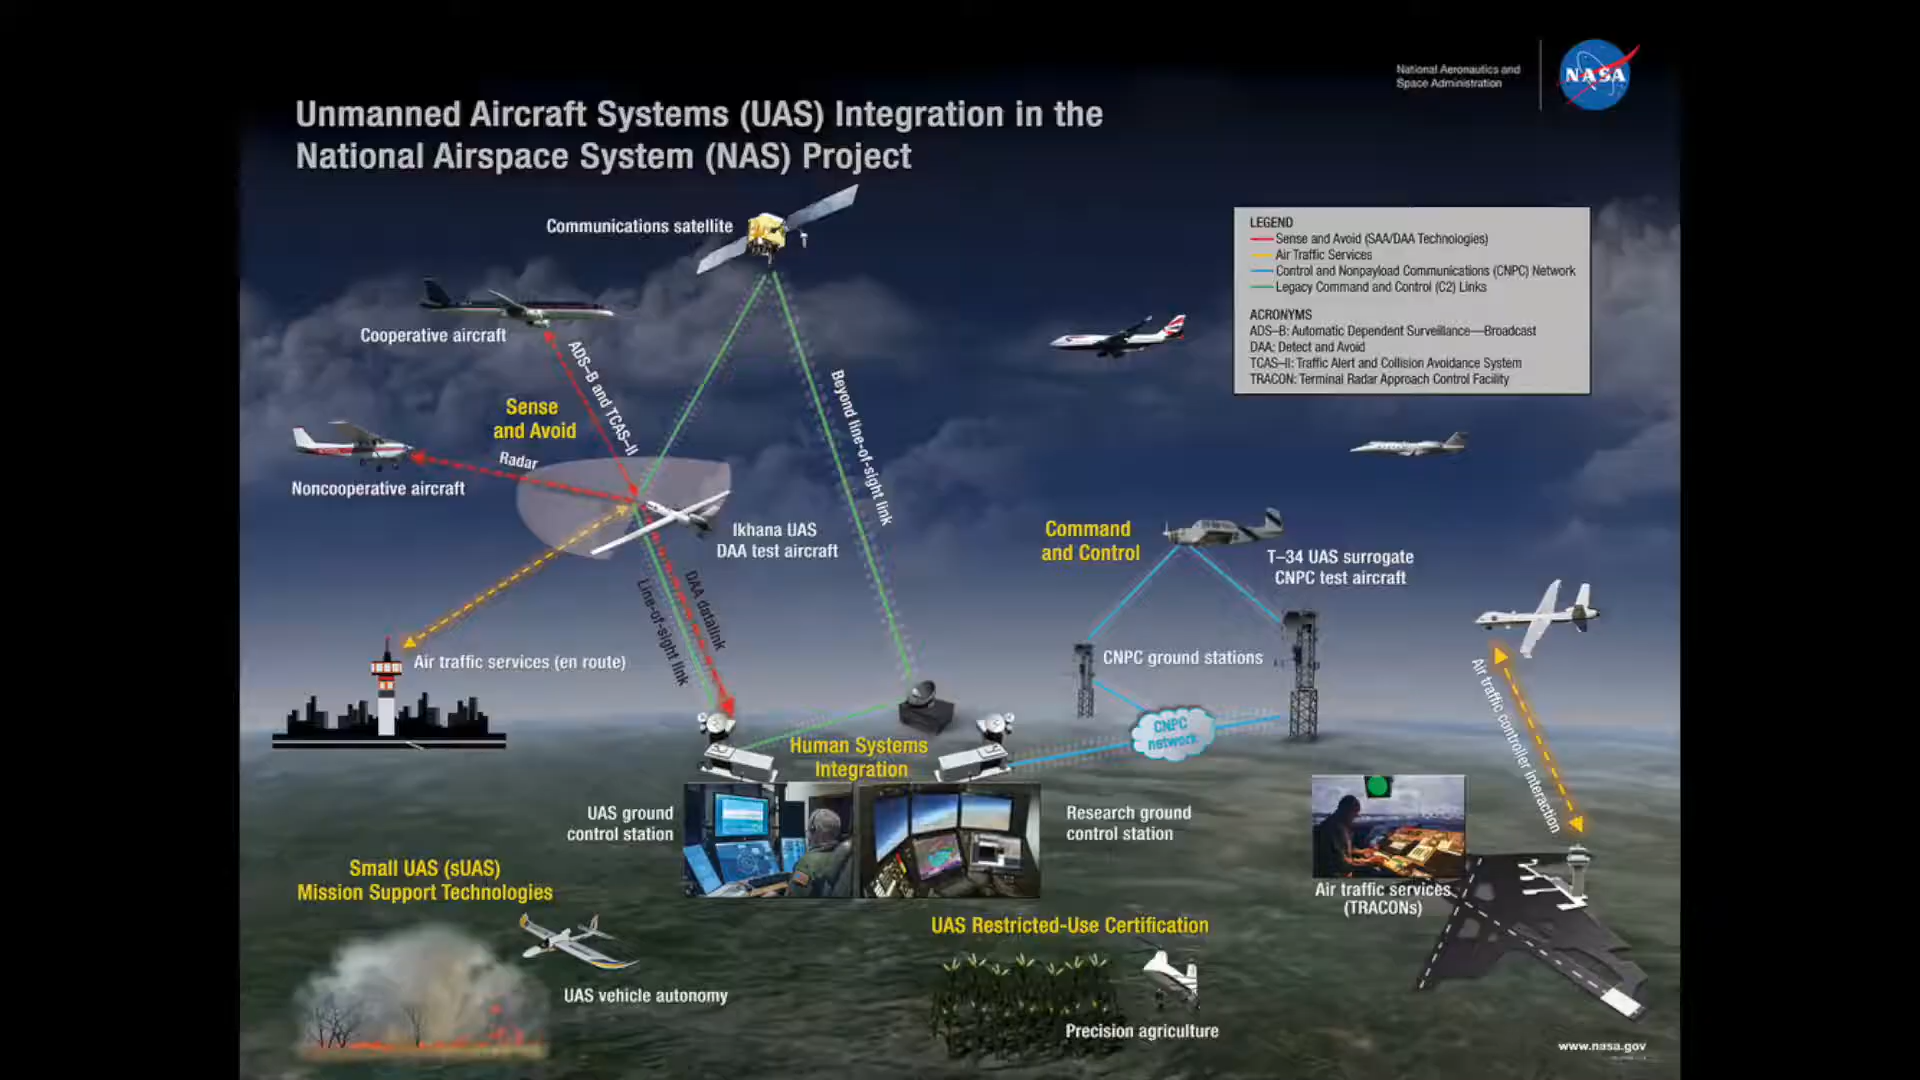 National Aeronautics and
Space Administration
NASA
Unmanned Aircraft Systems (UAS) Integration in the
National Airspace System (NAS) Project
Communications satellite
LEGEND
Sense and Avoid (SAA/DAA Technologies)
Air Traffic Services
Control and Nonpayload Communications (CNPC) Network
Legacy Command and Control (C2) Links
ACRONYMS
ADS–B: Automatic Dependent Surveillance—Broadcast
DAA: Detect and Avoid
TCAS–II: Traffic Alert and Collision Avoidance System
TRACON: Terminal Radar Approach Control Facility
Cooperative aircraft
ADS–B and TCAS–II
Beyond line-of-sight link
Sense
and Avoid
Radar
Noncooperative aircraft
Ikhana UAS
DAA test aircraft
Command
and Control
T–34 UAS surrogate
CNPC test aircraft
DAA datalink
Line-of-sight link
Air traffic services (en route)
CNPC ground stations
CNPC
network
Air traffic controller interaction
Human Systems
Integration
UAS ground
control station
Research ground
control station
Air traffic services
(TRACONs)
Small UAS (sUAS)
Mission Support Technologies
UAS vehicle autonomy
UAS Restricted-Use Certification
Precision agriculture
www.nasa.gov